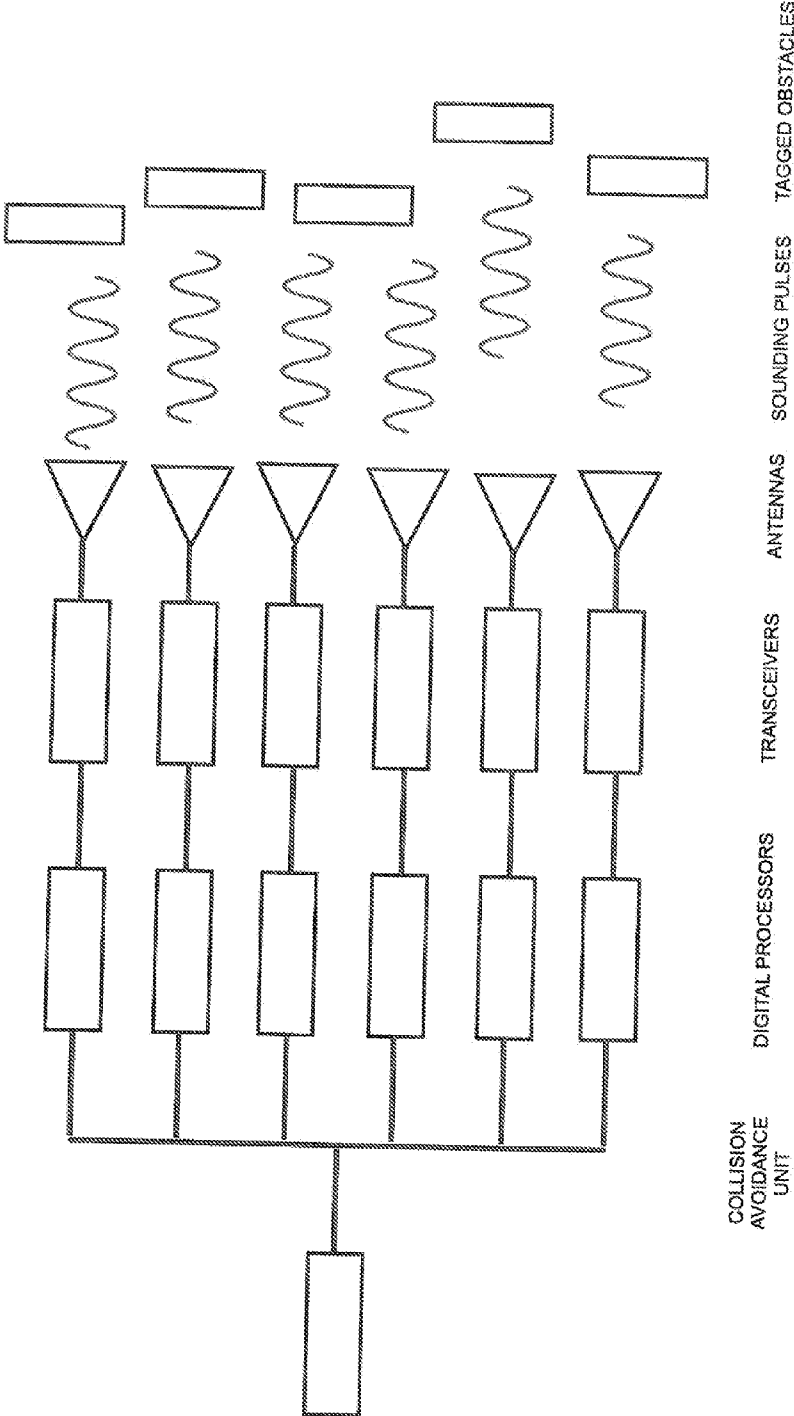 COLLISION
AVOIDANCE
UNIT
DIGITAL PROCESSORS
TRANSCEIVERS
ANTENNAS
SOUNDING PULSES
TAGGED OBSTACLES